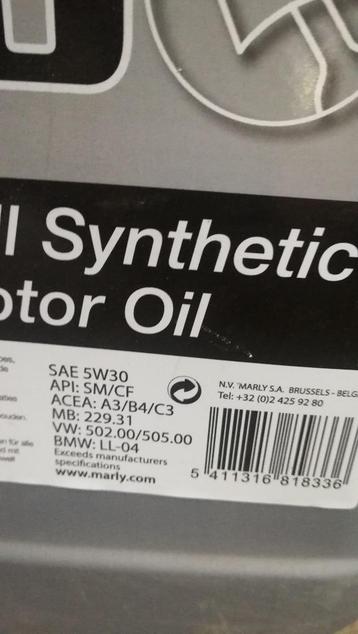 ll Synthetic
otor Oil
SAE 5W30
API: SM/CF
ACEA: A3/B4/C3
MB: 229.31
VW: 502.00/505.00
BMW: LL-04
Exceeds manufacturers
specifications
www.marly.com
N.V. MARLY S.A. BRUSSELS - BELG
Tel: +32 (0)2 425 92 80
5 411316 818336